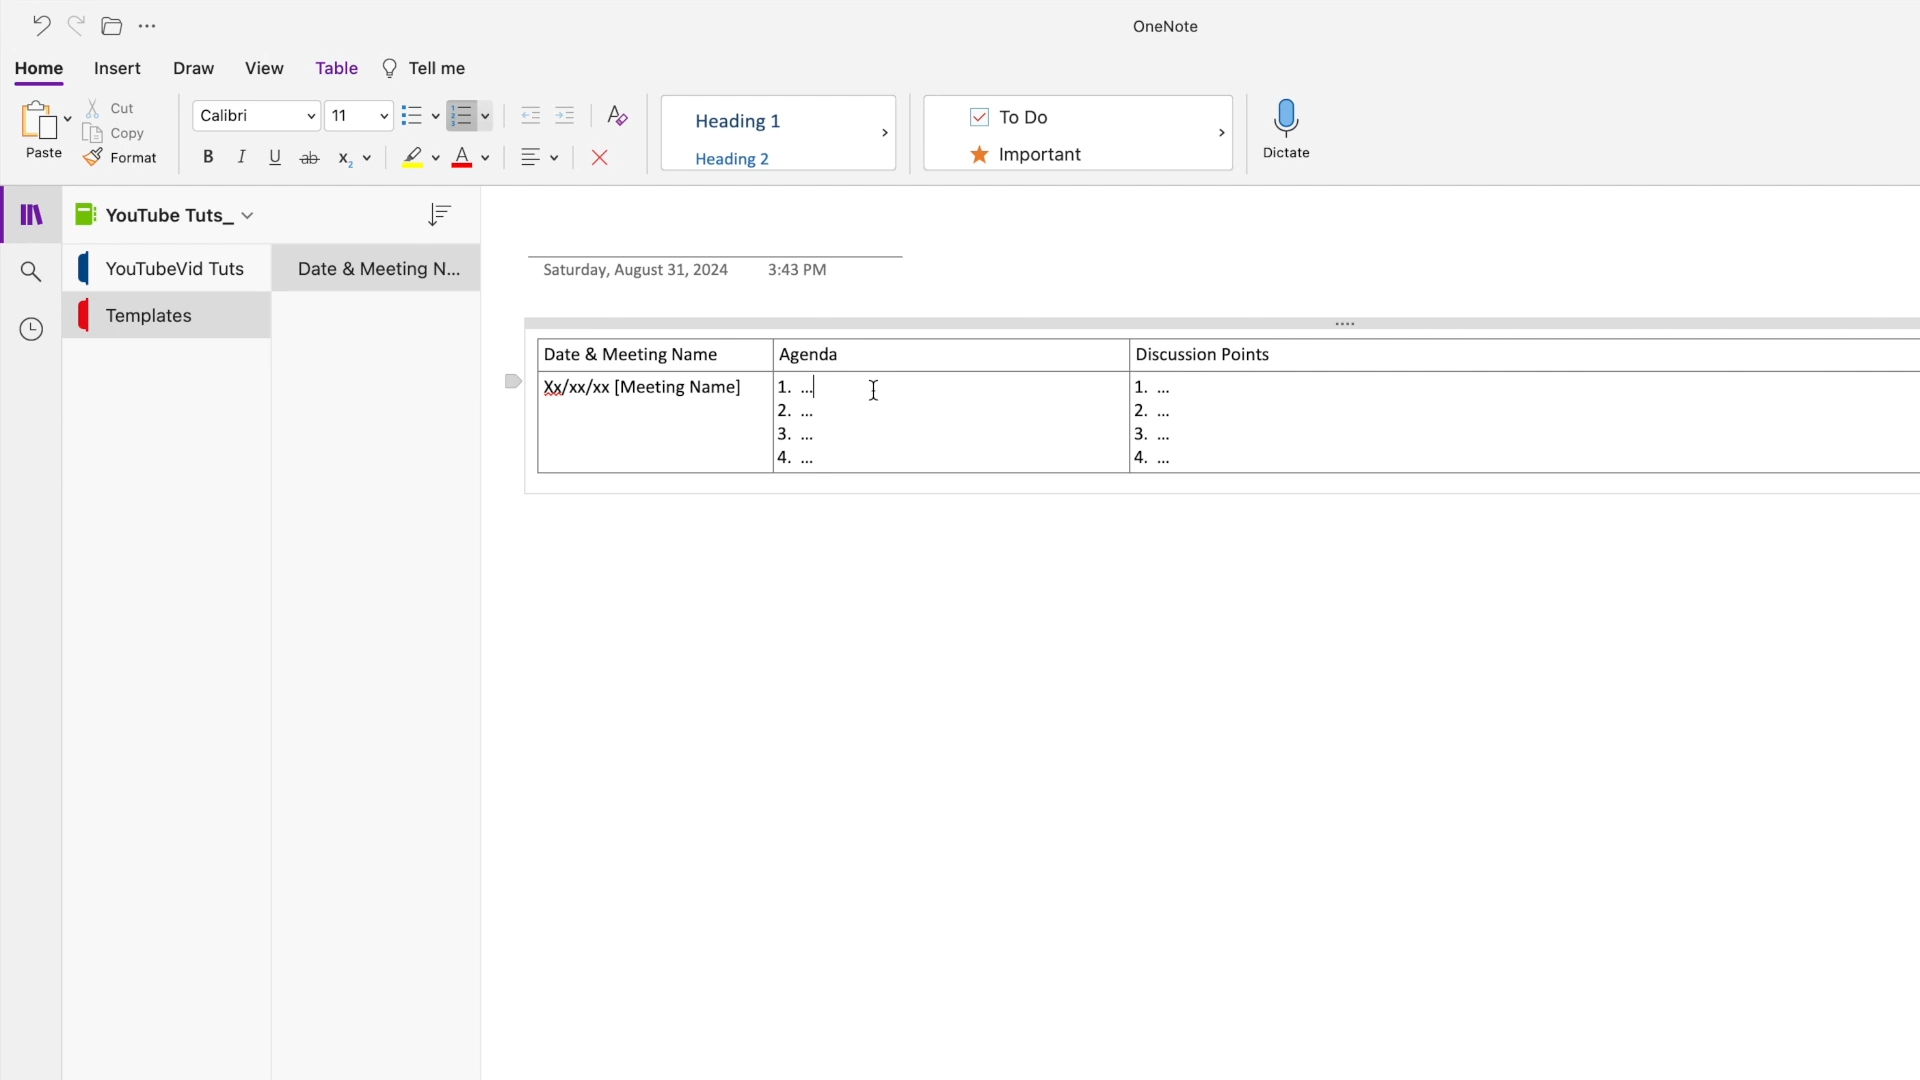 OneNote
Home Insert Draw View Table Tell me
Paste
Cut
Copy
Format
Calibri 11
B I U ab x2 A
Heading 1
Heading 2
To Do
Important
Dictate
YouTube Tuts_
YouTubeVid Tuts
Templates
Date & Meeting N...
Saturday, August 31, 2024 3:43 PM
Date & Meeting Name Agenda Discussion Points
Xx/xx/xx [Meeting Name] 1. ... 1. ...
2. ... 2. ...
3. ... 3. ...
4. ... 4. ...